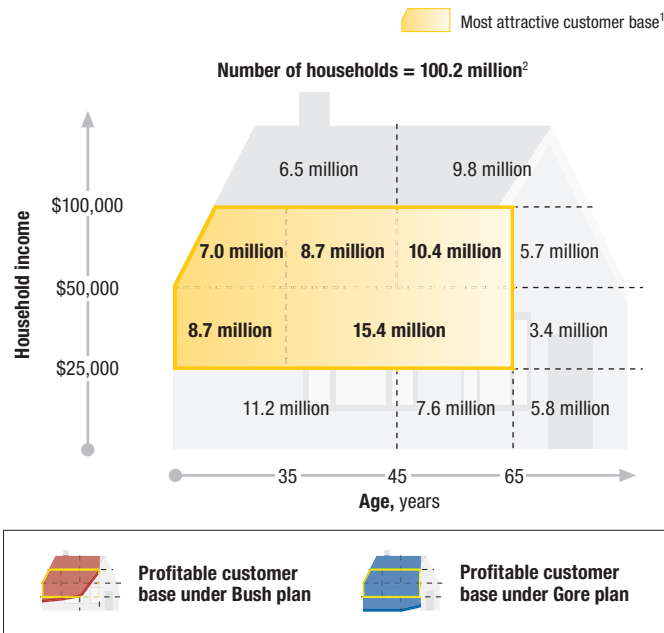 Most attractive customer base1
Number of households = 100.2 million2
Household income
$100,000
$50,000
$25,000
6.5 million
9.8 million
7.0 million
8.7 million
10.4 million
5.7 million
8.7 million
15.4 million
3.4 million
11.2 million
7.6 million
5.8 million
35
45
65
Age, years
Profitable customer
base under Bush plan
Profitable customer
base under Gore plan